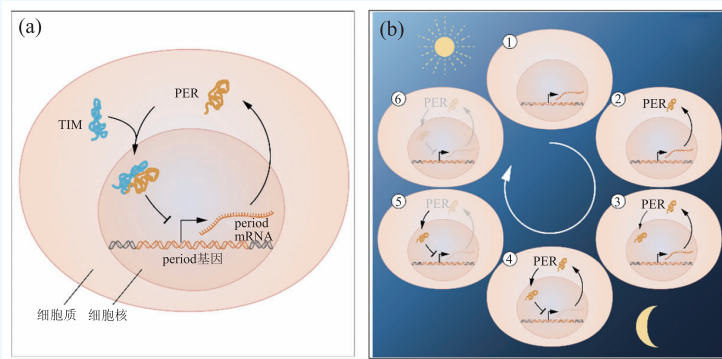 (a)
PER
TIM
period
mRNA
period基因
细胞质
细胞核
(b)
①
⑥
PER
②
PER
⑤
PER
③
PER
④
PER